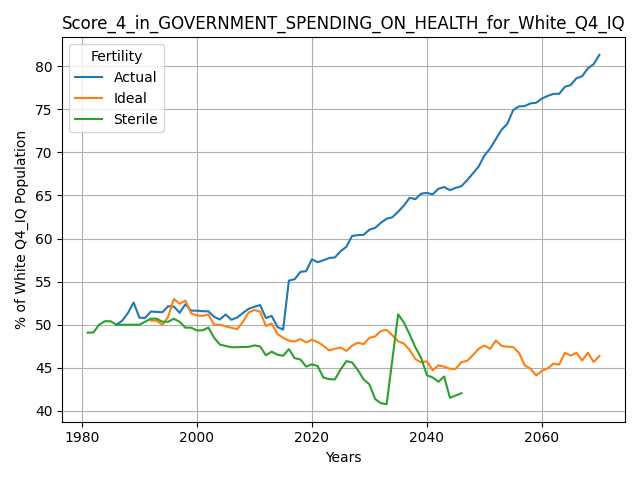 Score_4_in_GOVERNMENT_SPENDING_ON_HEALTH_for_White_Q4_IQ
Fertility
Actual
Ideal
Sterile
% of White Q4_IQ Population
80
75
70
65
60
55
50
45
40
1980
2000
2020
2040
2060
Years